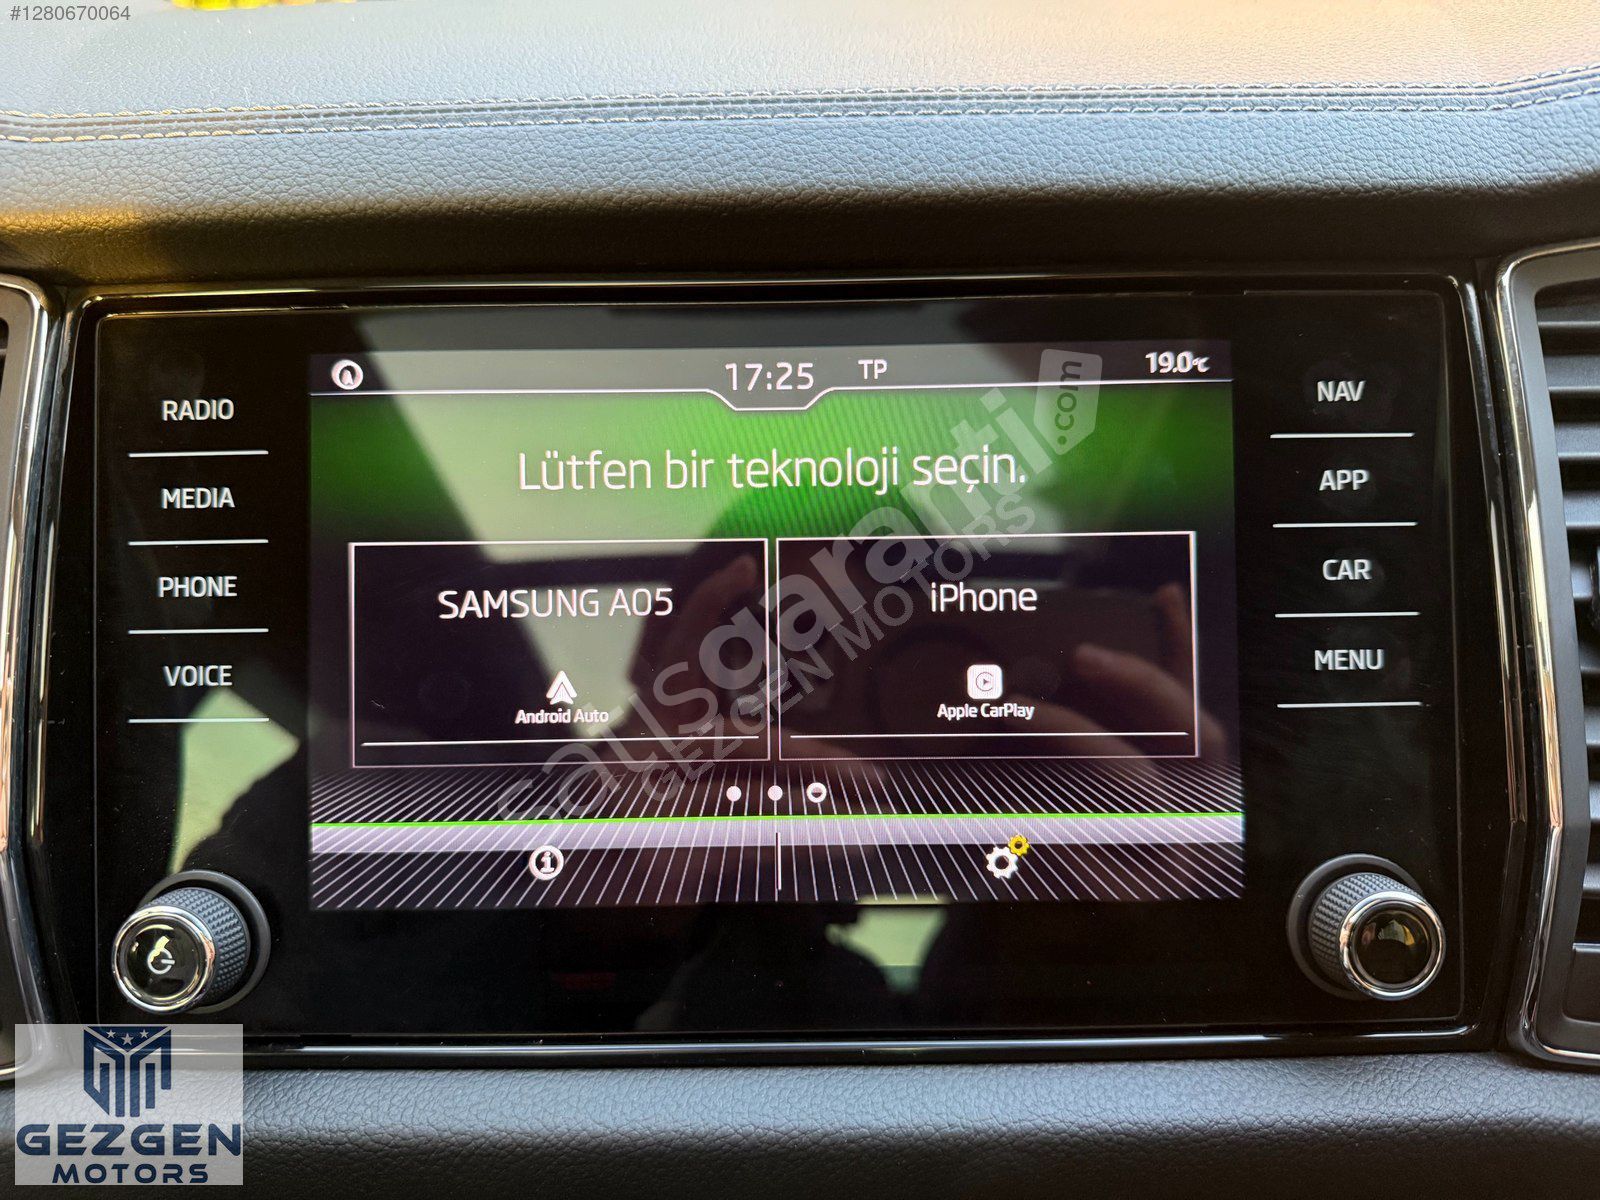 #1280670064
17:25
TP
19.0°C
RADIO
MEDIA
PHONE
VOICE
Lütfen bir teknoloji seçin.
SAMSUNG A05
Android Auto
iPhone
Apple CarPlay
NAV
APP
CAR
MENU
satışgaranti.com
GEZGEN MOTORS
GEZGEN
MOTORS